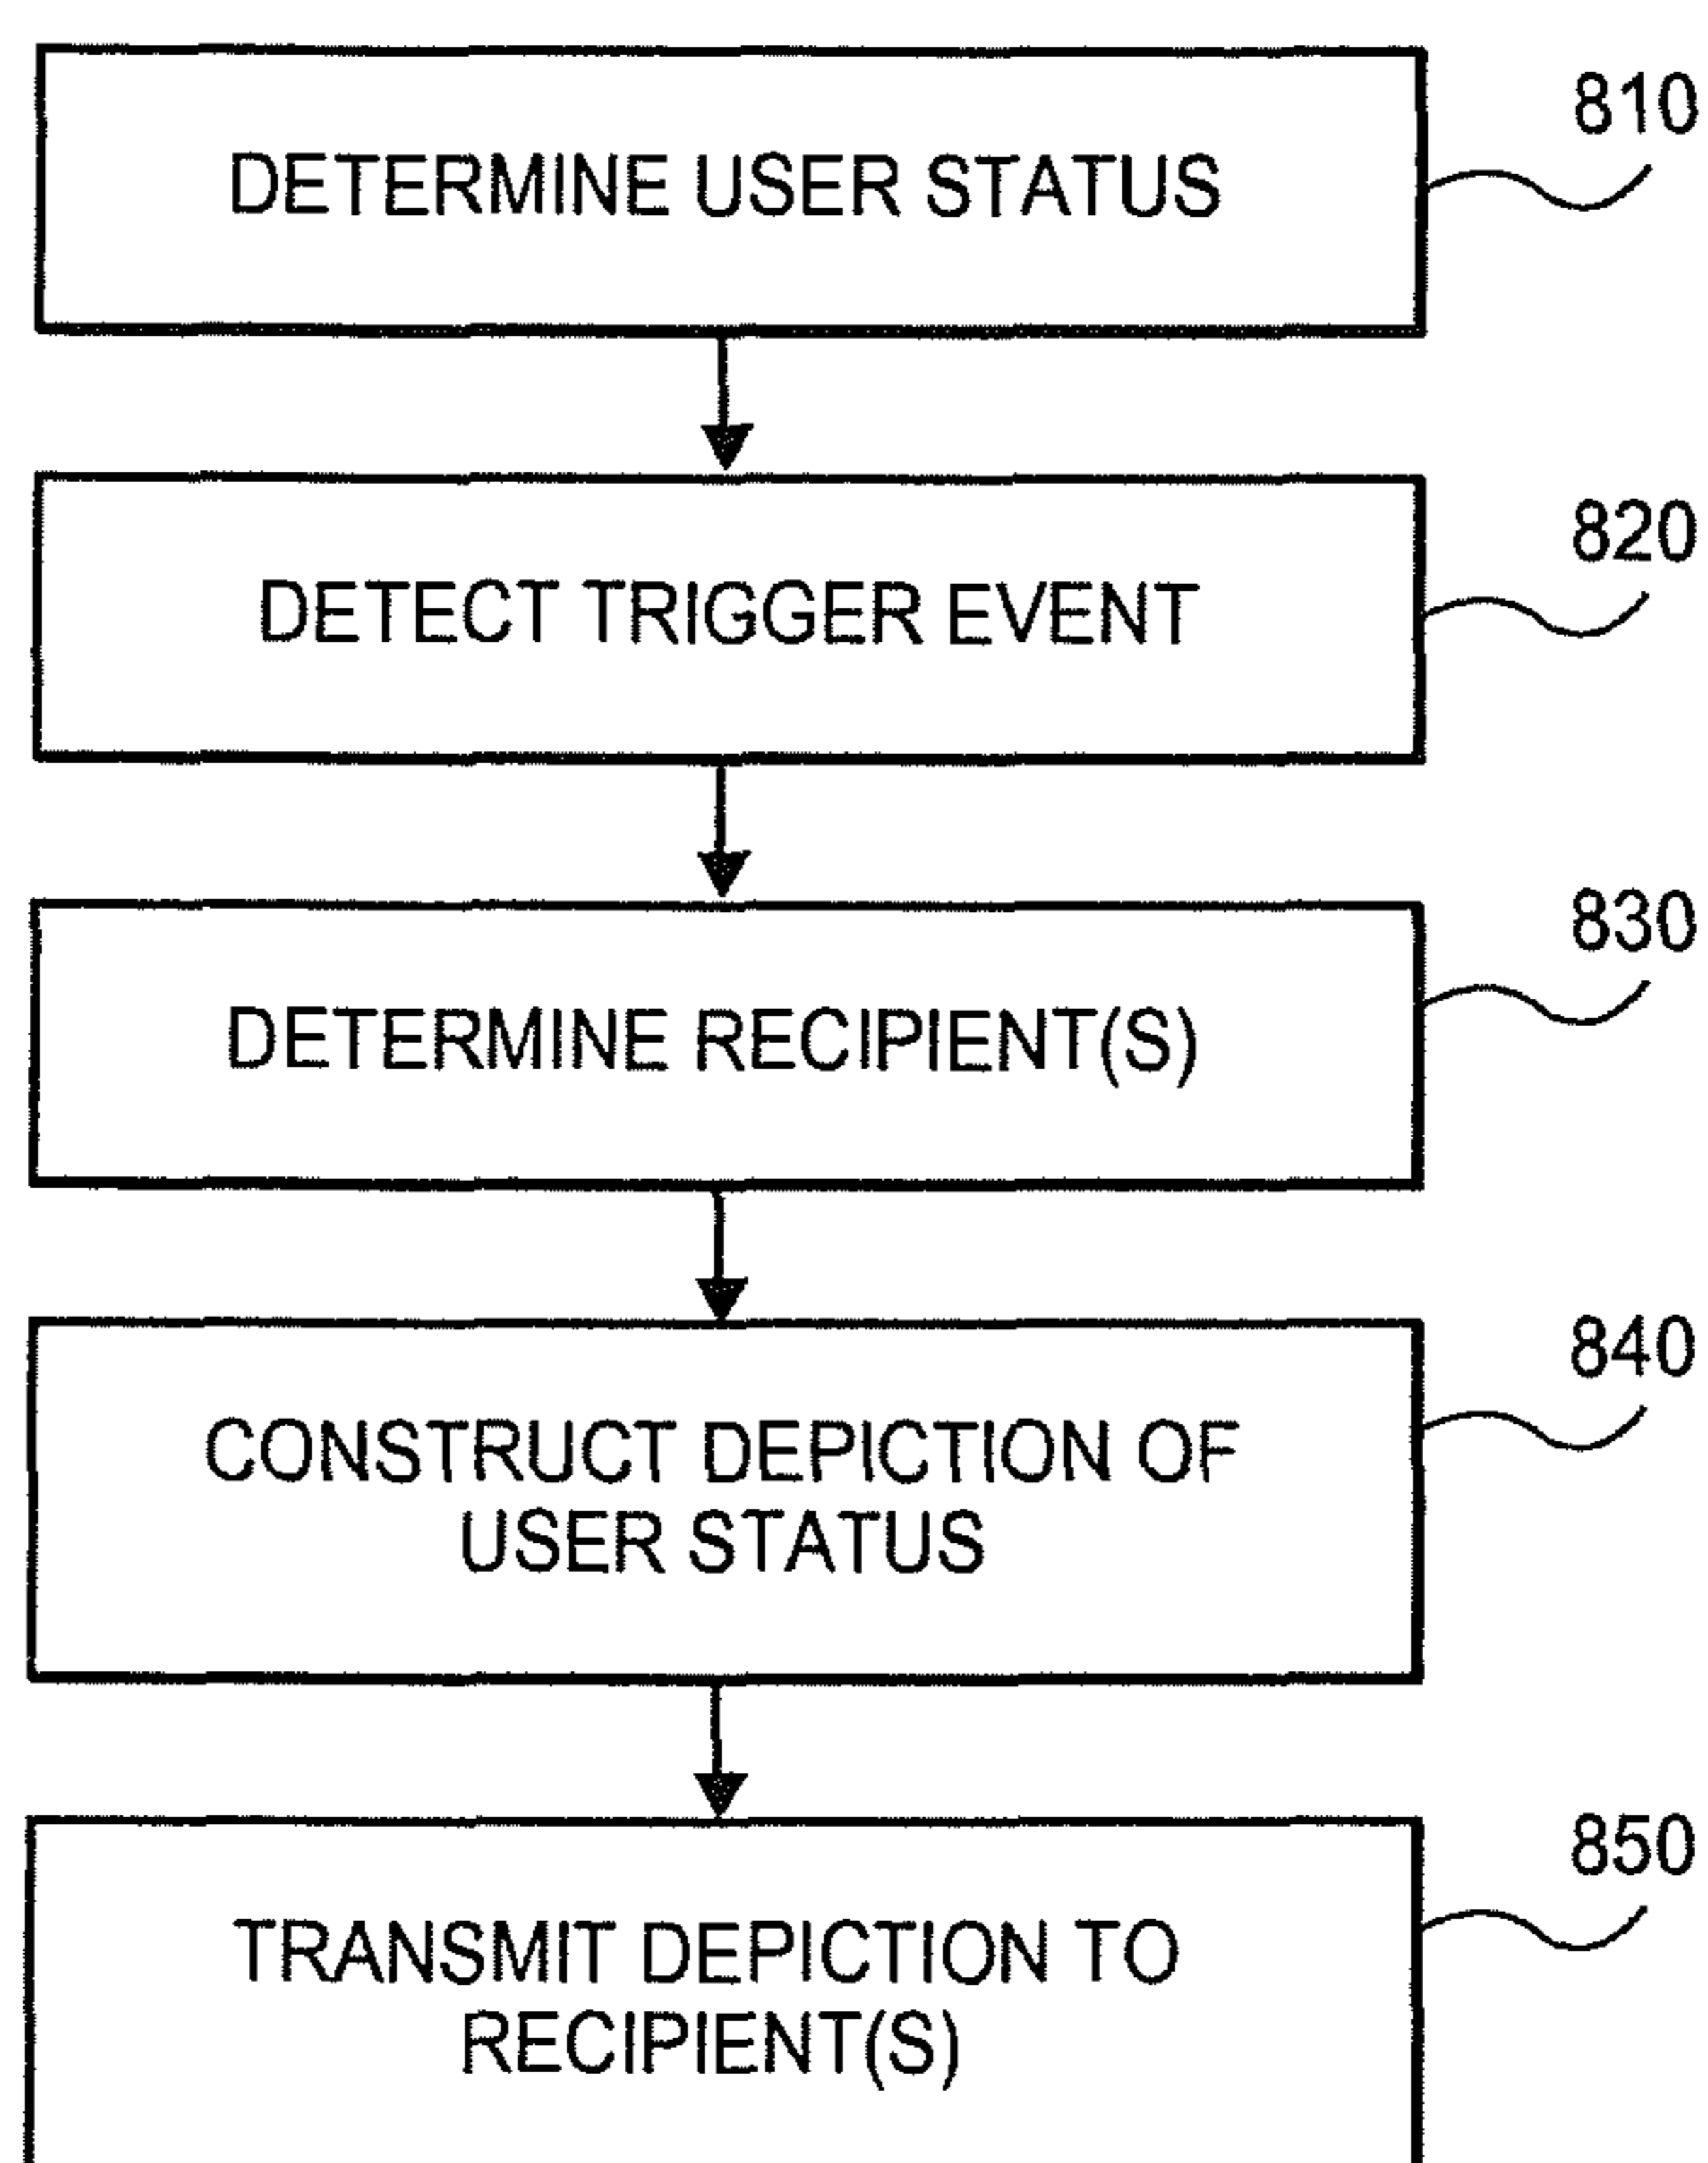 810
DETERMINE USER STATUS
820
DETECT TRIGGER EVENT
830
DETERMINE RECIPIENT(S)
840
CONSTRUCT DEPICTION OF
USER STATUS
850
TRANSMIT DEPICTION TO
RECIPIENT(S)